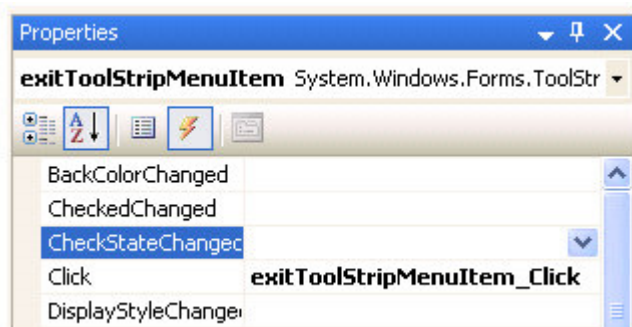 Properties
exitToolStripMenuItem System.Windows.Forms.ToolStr
A
Z
BackColorChanged
CheckedChanged
CheckStateChangec
Click exitToolStripMenuItem_Click
DisplayStyleChange